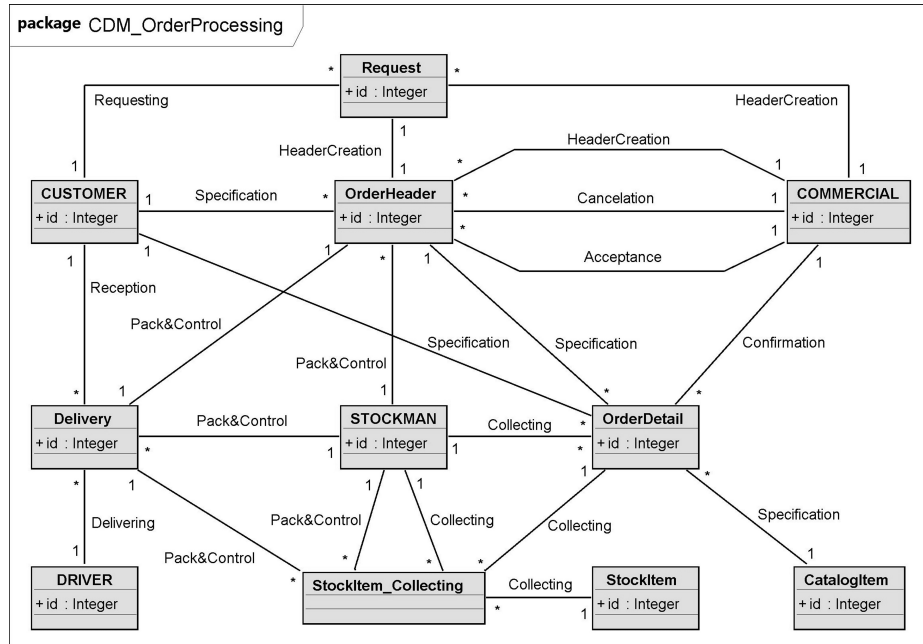 package CDM_OrderProcessing
Request
+ id : Integer
* *
Requesting
HeaderCreation
1
HeaderCreation
1
1
1
*
HeaderCreation
1
CUSTOMER
+ id : Integer
1
Specification
*
OrderHeader
+ id : Integer
*
Cancelation
1
COMMERCIAL
+ id : Integer
*
Acceptance
1
1
1
1
*
1
1
Reception
Pack&Control
Pack&Control
Specification
Specification
Confirmation
*
1
1
*
*
Delivery
+ id : Integer
*
Pack&Control
1
STOCKMAN
+ id : Integer
1
Collecting
*
*
OrderDetail
+ id : Integer
*
1
1
1
1
*
Delivering
Pack&Control
Pack&Control
Collecting
Collecting
Specification
1
*
*
*
*
1
DRIVER
+ id : Integer
StockItem_Collecting
*
Collecting
1
StockItem
+ id : Integer
CatalogItem
+ id : Integer